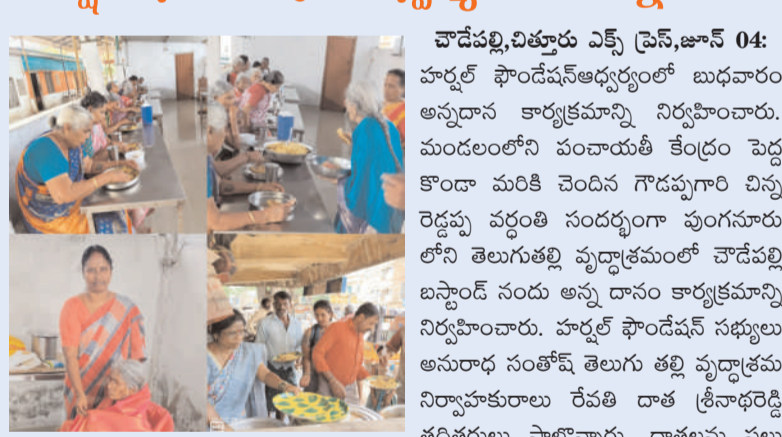 చౌడేపల్లి,చిత్తూరు ఎక్స్ ప్రెస్,జూన్ 04:
హర్షల్ ఫౌండేషన్ఆధ్వర్యంలో బుధవారం
అన్నదాన కార్యక్రమాన్ని నిర్వహించారు.
మండలంలోని పంచాయతీ కేంద్రం పెద్ద
కొండా మరికి చెందిన గౌడప్పగారి చిన్న
రెడ్డప్ప వర్ధంతి సందర్భంగా పుంగనూరు
లోని తెలుగుతల్లి వృద్ధాశ్రమంలో చౌడేపల్లి
బస్టాండ్ నందు అన్న దానం కార్యక్రమాన్ని
నిర్వహించారు. హర్షల్ ఫౌండేషన్ సభ్యులు
అనురాధ సంతోష్ తెలుగు తల్లి వృద్ధాశ్రమ
నిర్వాహకురాలు రేవతి దాత శ్రీనాథరెడ్డి